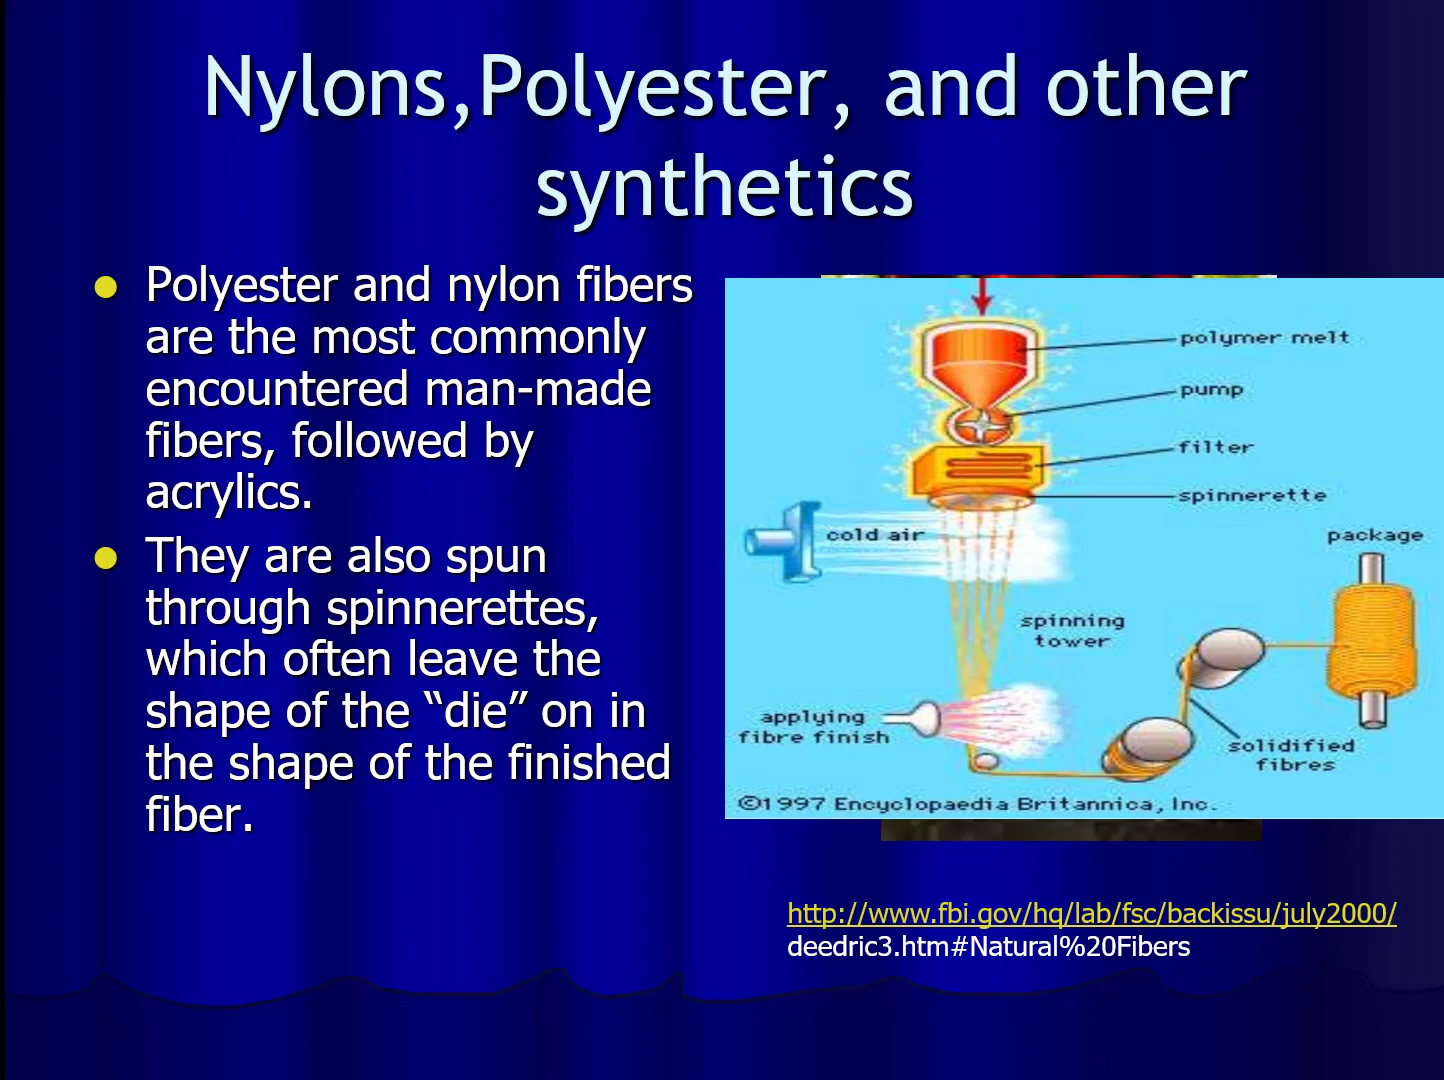 Nylons,Polyester, and other
synthetics
Polyester and nylon fibers
are the most commonly
encountered man-made
fibers, followed by
acrylics.
They are also spun
through spinnerettes,
which often leave the
shape of the “die” on in
the shape of the finished
fiber.
polymer melt
pump
filter
spinnerette
cold air
package
spinning
tower
applying
fibre finish
solidified
fibres
©1997 Encyclopaedia Britannica, Inc.
http://www.fbi.gov/hq/lab/fsc/backissu/july2000/
deedric3.htm#Natural%20Fibers